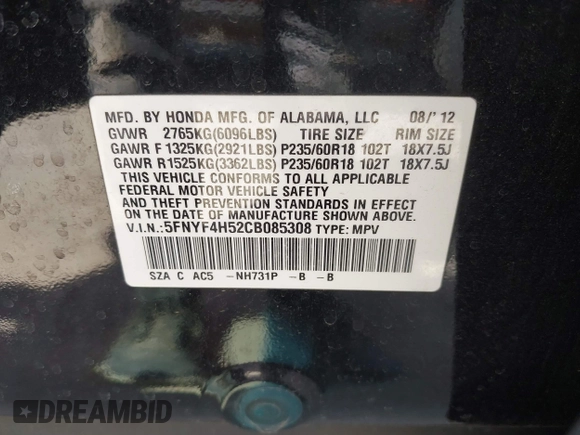 MFD. BY HONDA MFG. OF ALABAMA, LLC 08/'12
GVWR 2765KG(6096LBS) TIRE SIZE RIM SIZE
GAWR F 1325KG(2921LBS) P235/60R18 102T 18X7.5J
GAWR R 1525KG(3362LBS) P235/60R18 102T 18X7.5J
THIS VEHICLE CONFORMS TO ALL APPLICABLE
FEDERAL MOTOR VEHICLE SAFETY
AND THEFT PREVENTION STANDARDS IN EFFECT
ON THE DATE OF MANUFACTURE SHOWN ABOVE.
V.I.N.:5FNYF4H52CB085308 TYPE: MPV
SZA C AC5 -NH731P -B -B
DREAMBID